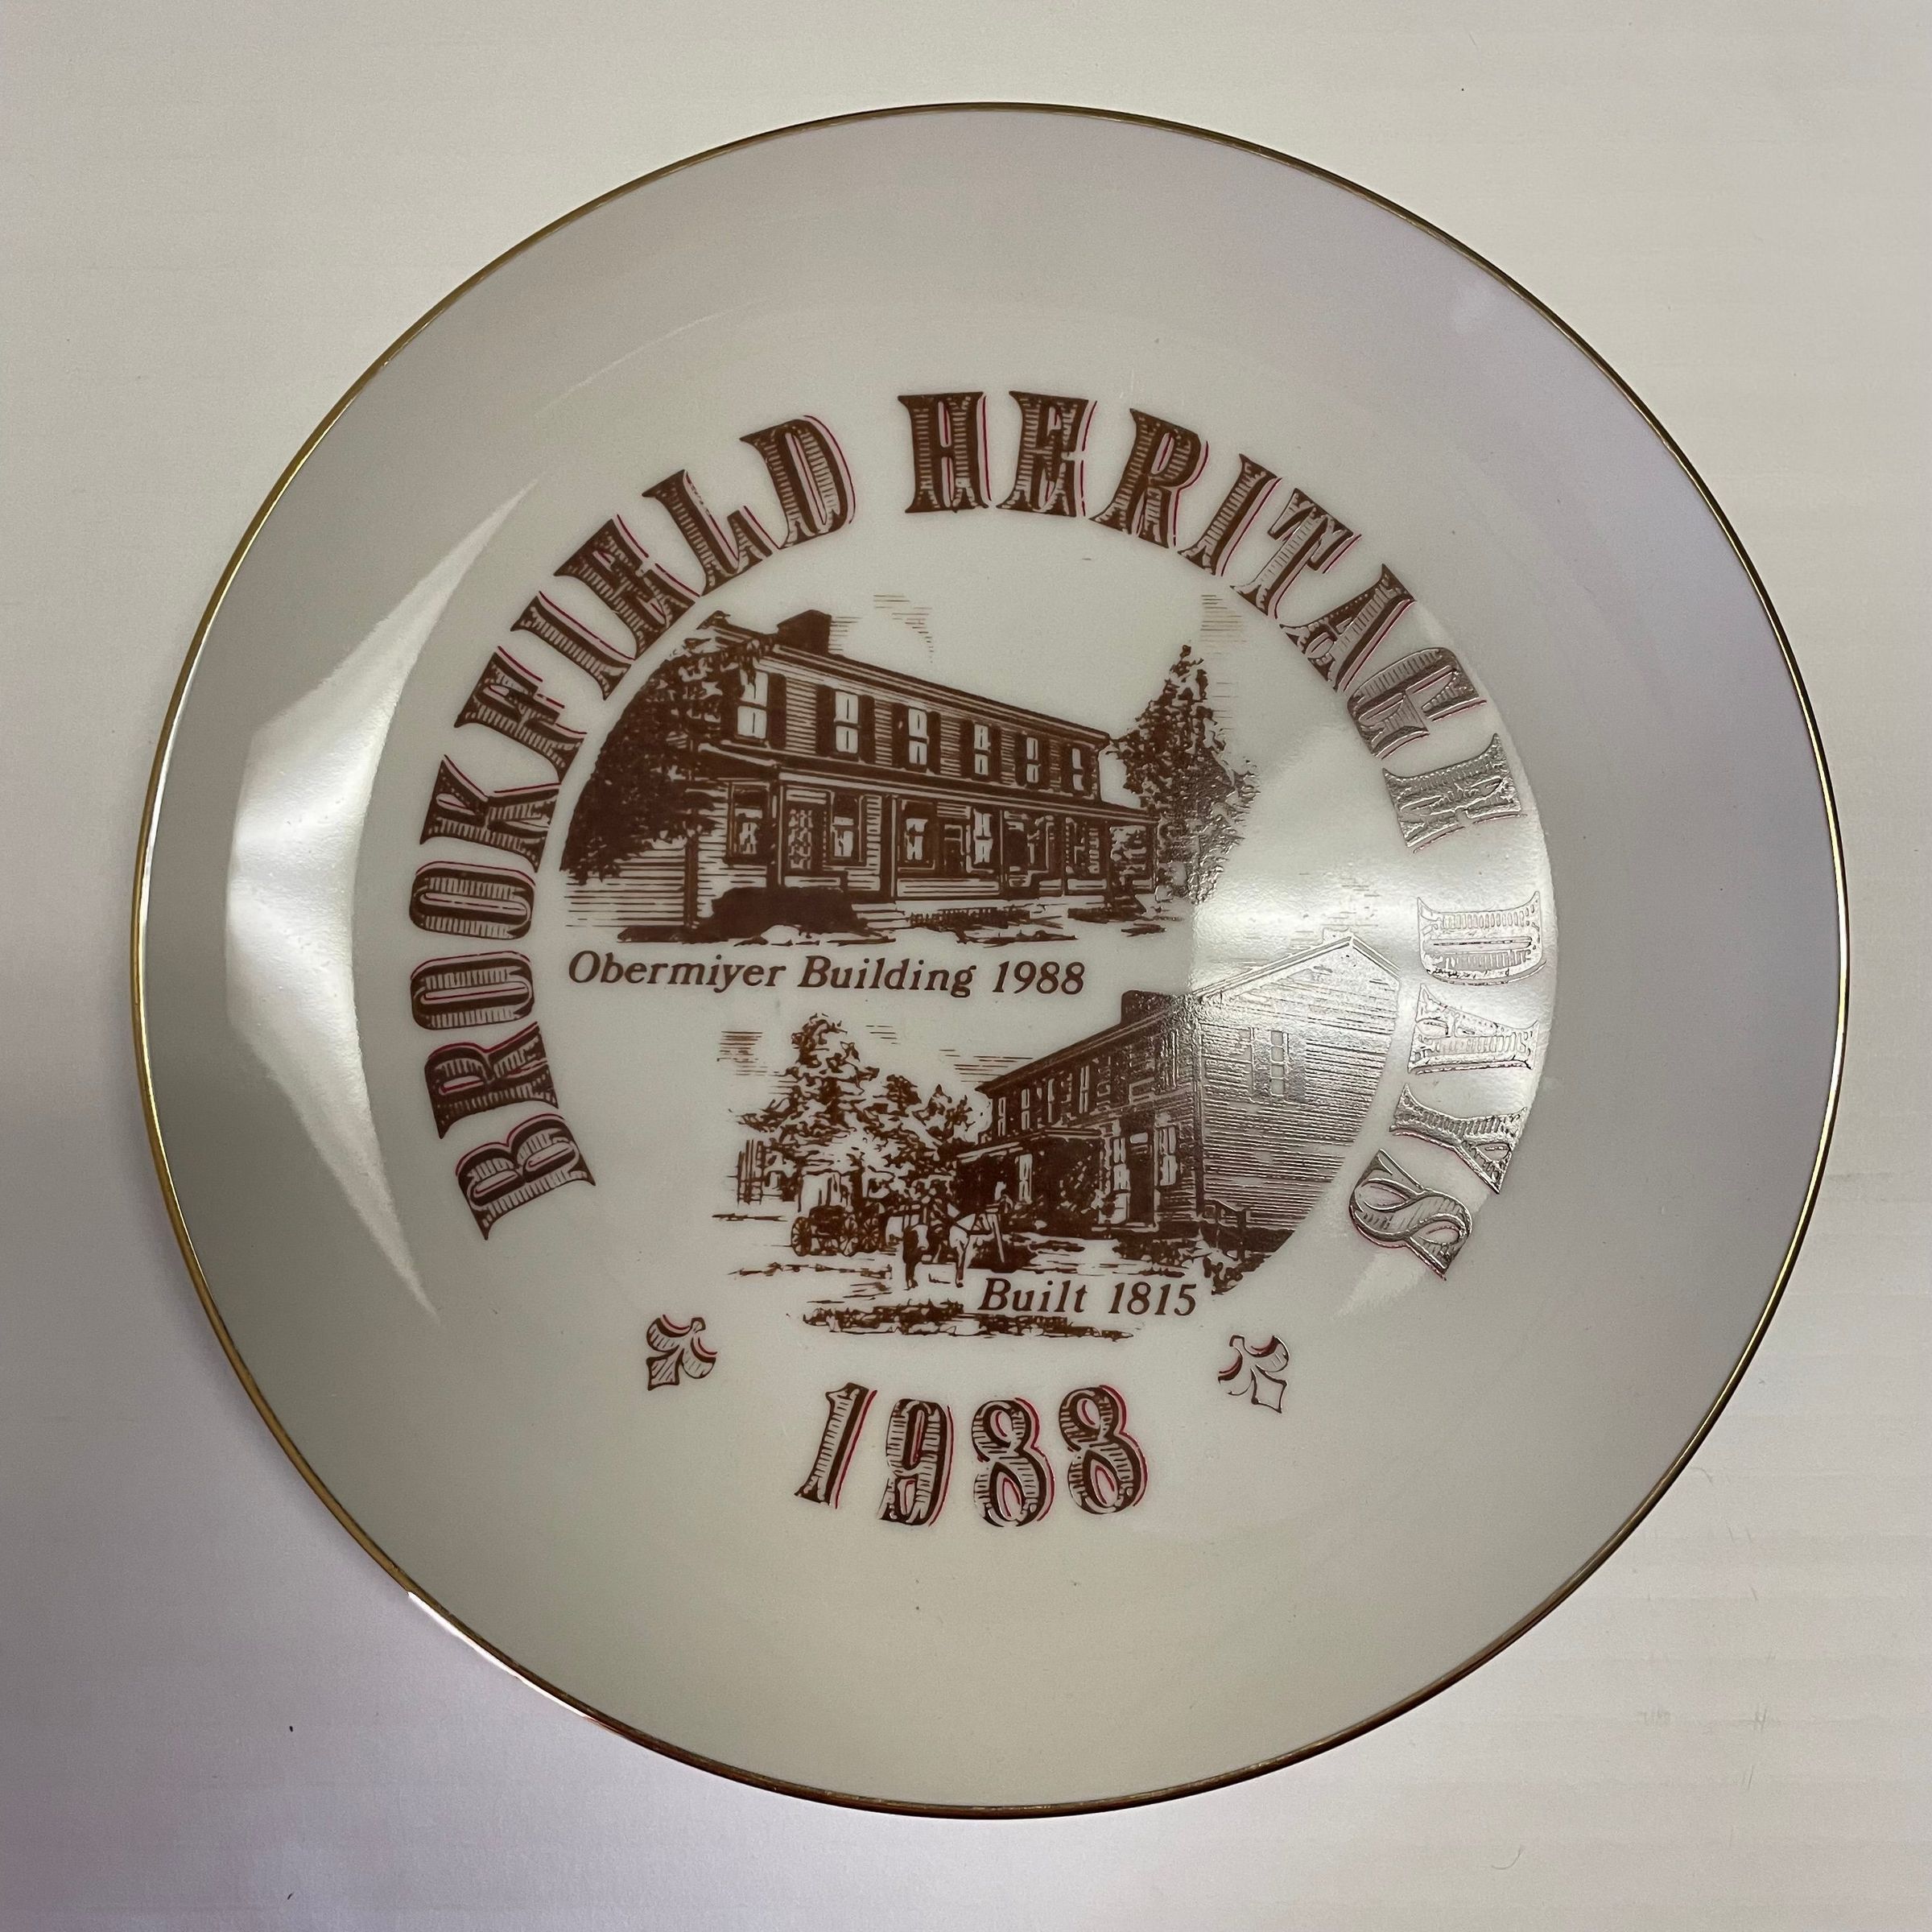 BROOKFIELD HERITAGE DAYS
Obermiyer Building 1988
Built 1815
1988